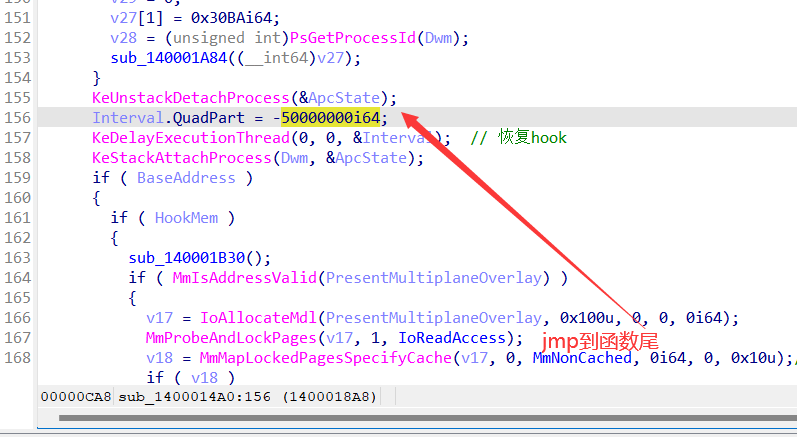 150 v29 = 0;
151 v27[1] = 0x30BAi64;
152 v28 = (unsigned int)PsGetProcessId(Dwm);
153 sub_140001A84((__int64)v27);
154 }
155 KeUnstackDetachProcess(&ApcState);
156 Interval.QuadPart = -50000000i64;
157 KeDelayExecutionThread(0, 0, &Interval); // 恢复hook
158 KeStackAttachProcess(Dwm, &ApcState);
159 if ( BaseAddress )
160 {
161 if ( HookMem )
162 {
163 sub_140001B30();
164 if ( MmIsAddressValid(PresentMultiplaneOverlay) )
165 {
166 v17 = IoAllocateMdl(PresentMultiplaneOverlay, 0x100u, 0, 0, 0i64);
167 MmProbeAndLockPages(v17, 1, IoReadAccess);
jmp到函数尾
168 v18 = MmMapLockedPagesSpecifyCache(v17, 0, MmNonCached, 0i64, 0, 0x10u);/
if ( v18 )
00000CA8 sub_1400014A0:156 (1400018A8)